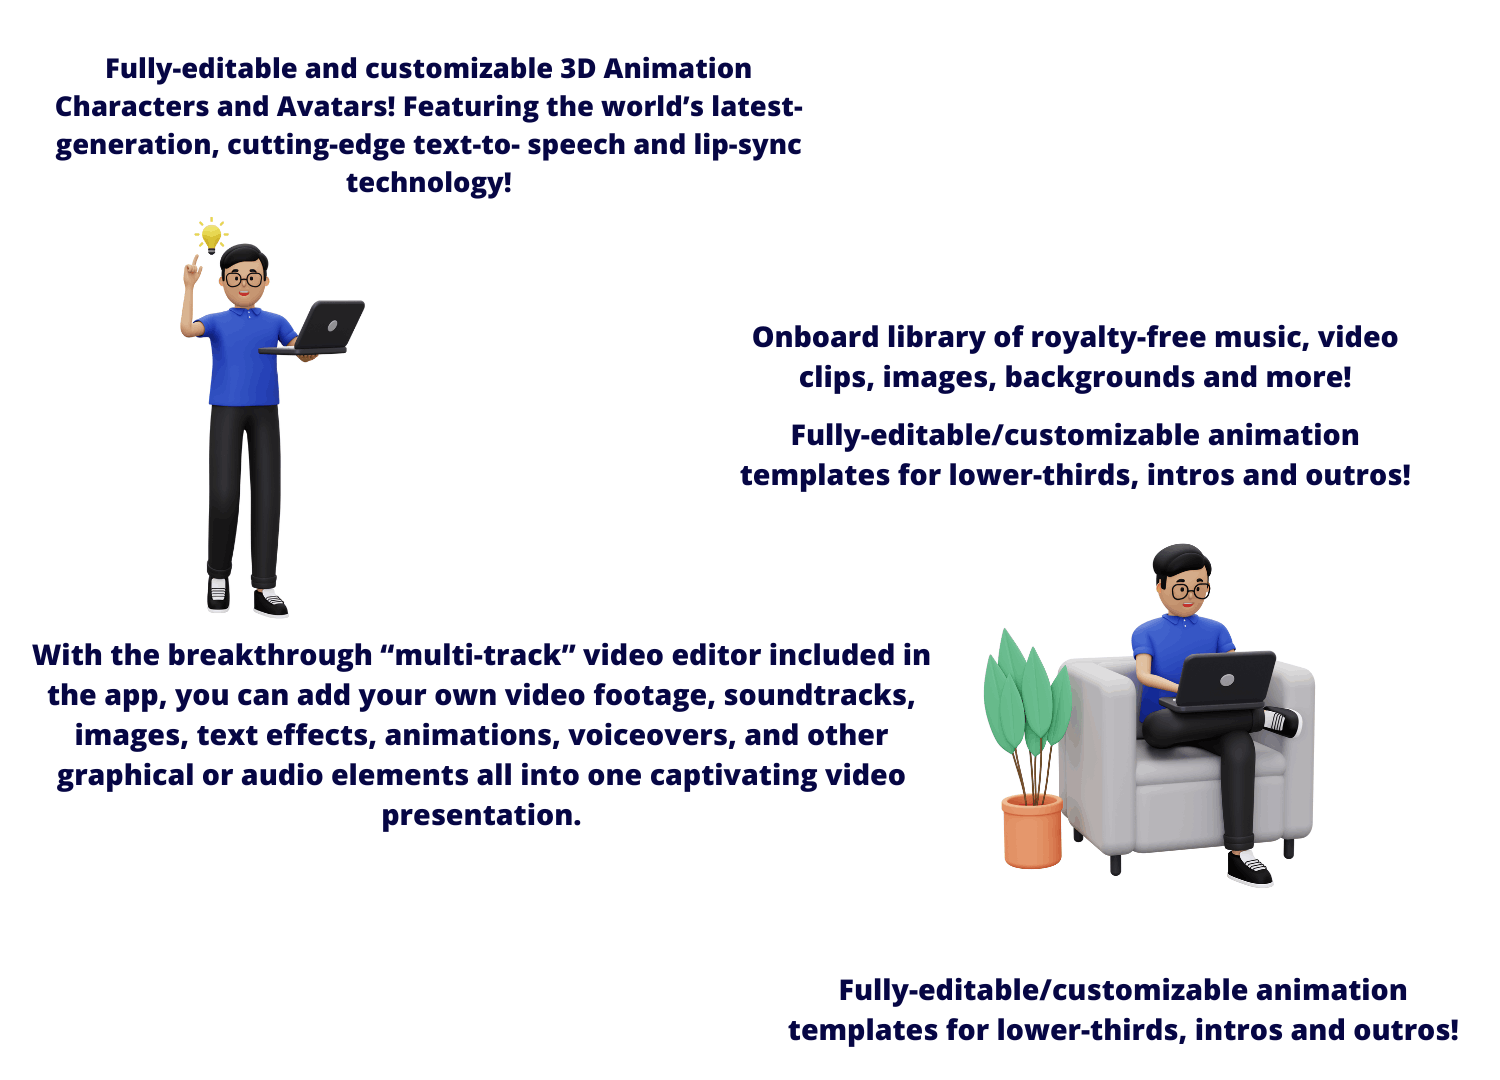 Fully-editable and customizable 3D Animation
Characters and Avatars! Featuring the world’s latest-
generation, cutting-edge text-to- speech and lip-sync
technology!
Onboard library of royalty-free music, video
clips, images, backgrounds and more!
Fully-editable/customizable animation
templates for lower-thirds, intros and outros!
With the breakthrough “multi-track” video editor included in
the app, you can add your own video footage, soundtracks,
images, text effects, animations, voiceovers, and other
graphical or audio elements all into one captivating video
presentation.
Fully-editable/customizable animation
templates for lower-thirds, intros and outros!